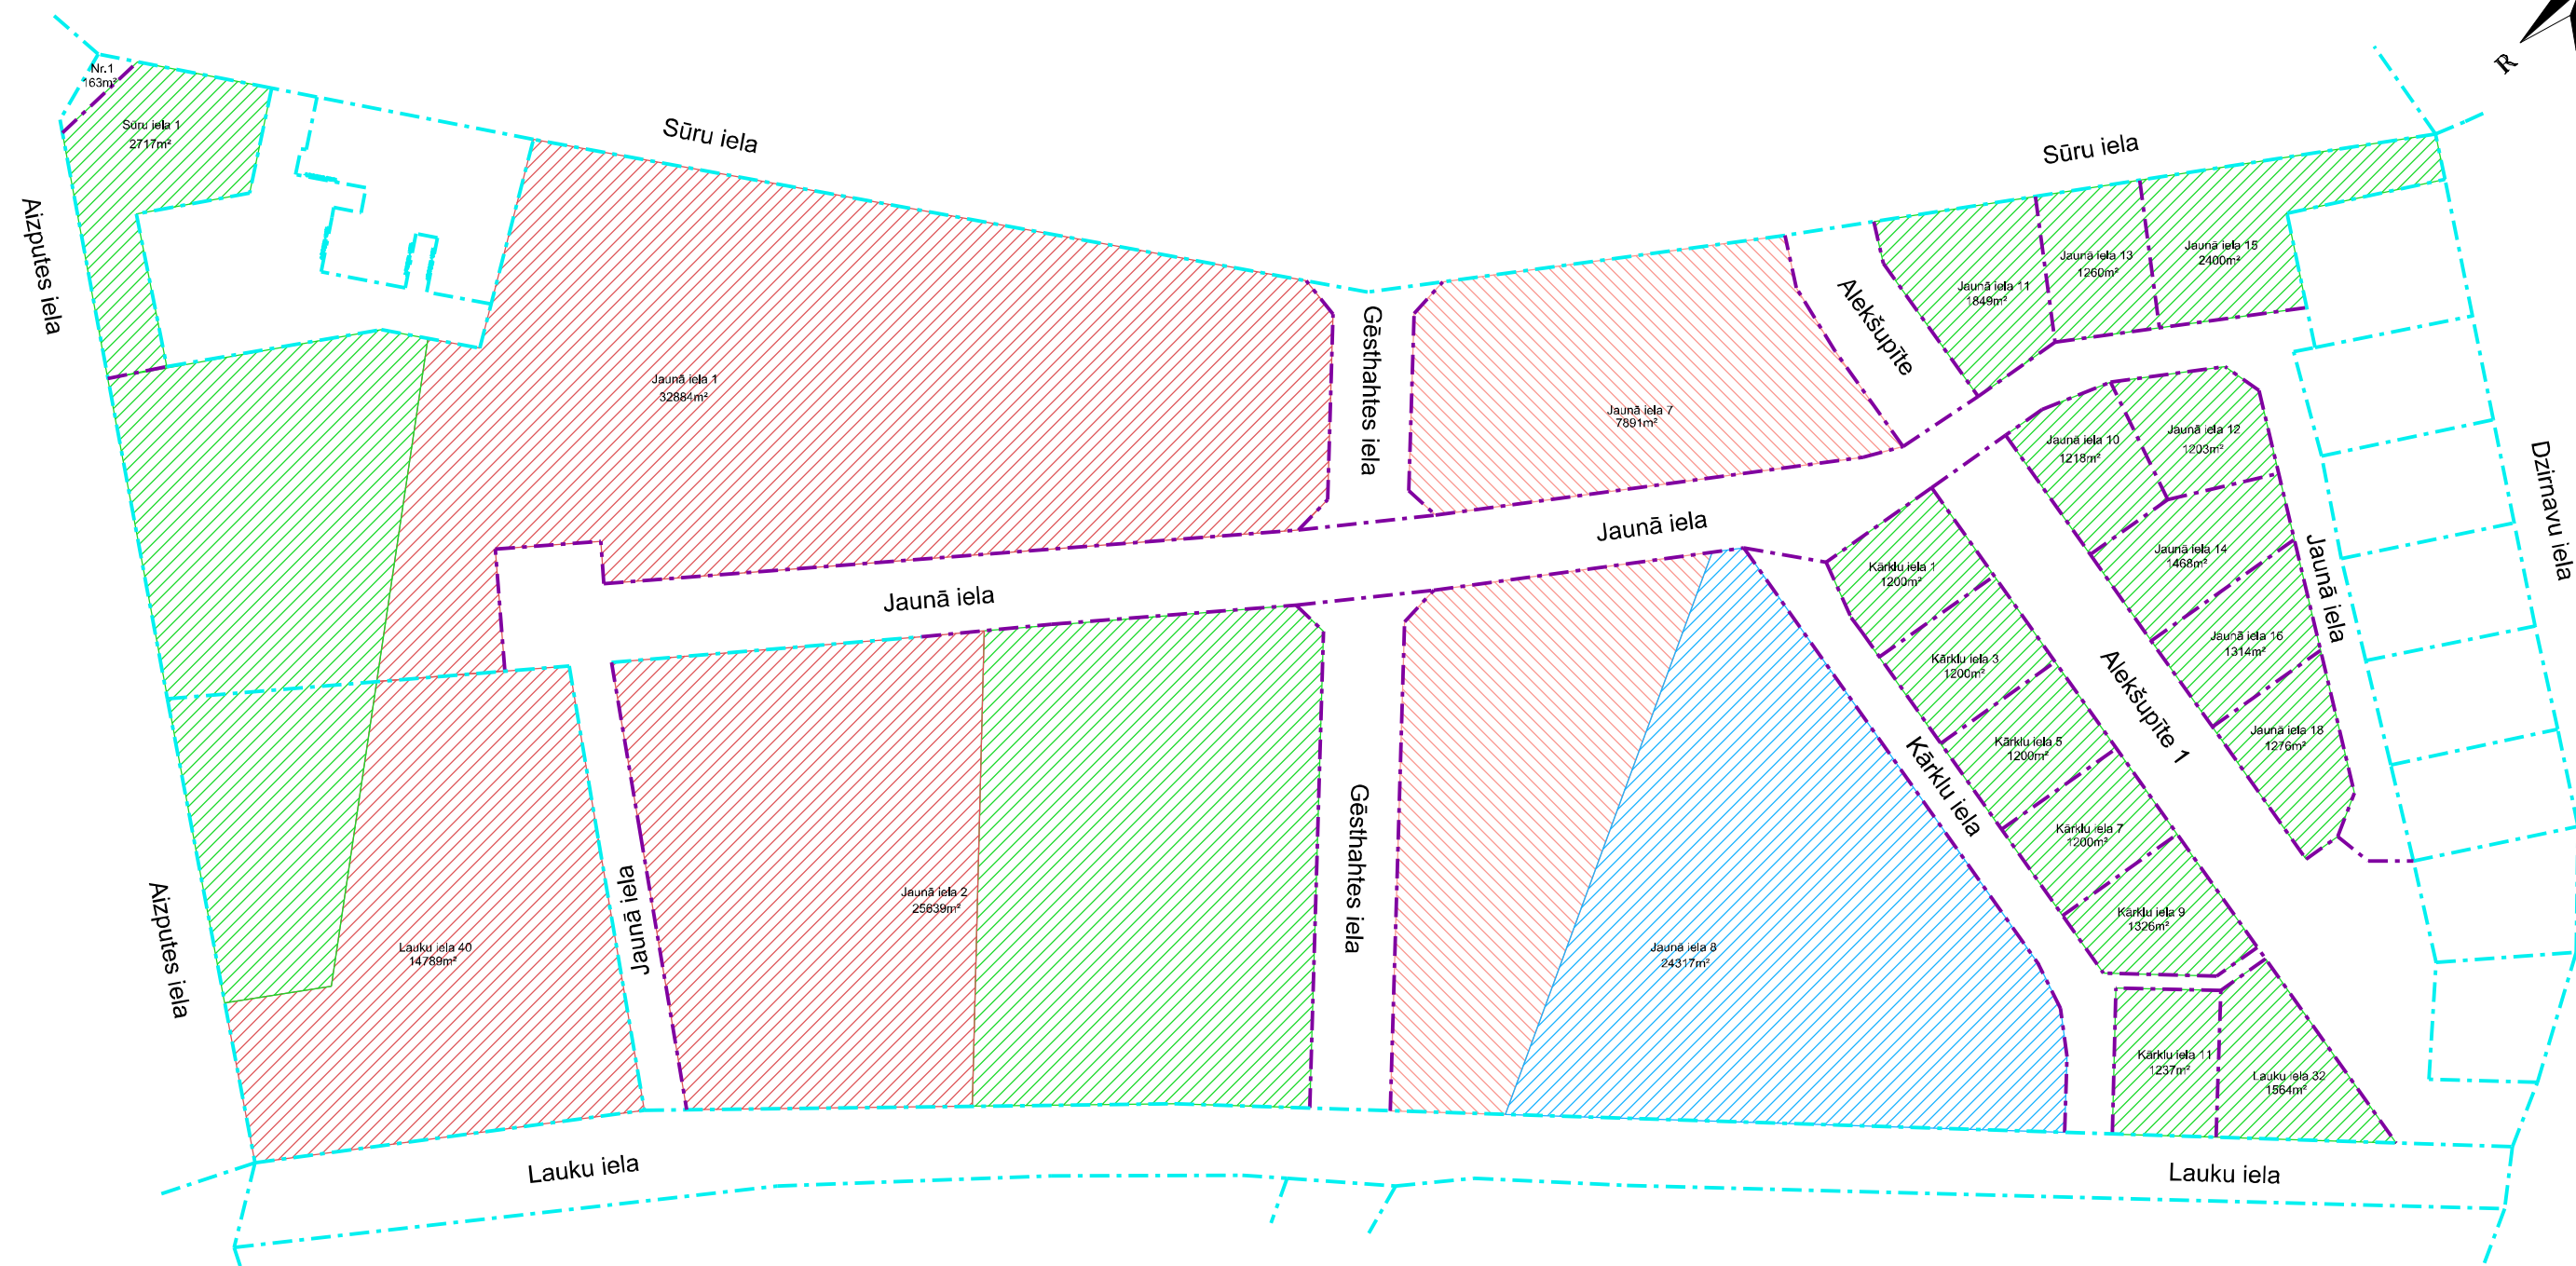 R
Nr.1
163m²
Sūru iela 1
2717m²
Sūru iela
Sūru iela
Aizputes iela
Jaunā iela 15
2400m²
Jaunā iela 13
1260m²
Jaunā iela 11
1849m²
Alekšupīte
Gēsthahtes iela
Jaunā iela 1
32884m²
Jaunā iela 7
7891m²
Jaunā iela 12
1203m²
Jaunā iela 10
1218m²
Dzirnavu iela
Jaunā iela
Jaunā iela 14
1468m²
Jaunā iela
Kārklu iela 1
1200m²
Jaunā iela
Jaunā iela 16
1314m²
Kārklu iela 3
1200m²
Alekšupīte 1
Jaunā iela 18
1276m²
Kārklu iela 5
1200m²
Kārklu iela
Kārklu iela 7
1200m²
Gēsthahtes iela
Jaunā iela 2
25639m²
Jaunā iela
Kārklu iela 9
1326m²
Aizputes iela
Lauku iela 40
14789m²
Jaunā iela 8
24317m²
Kārklu iela 11
1237m²
Lauku iela 32
1564m²
Lauku iela
Lauku iela